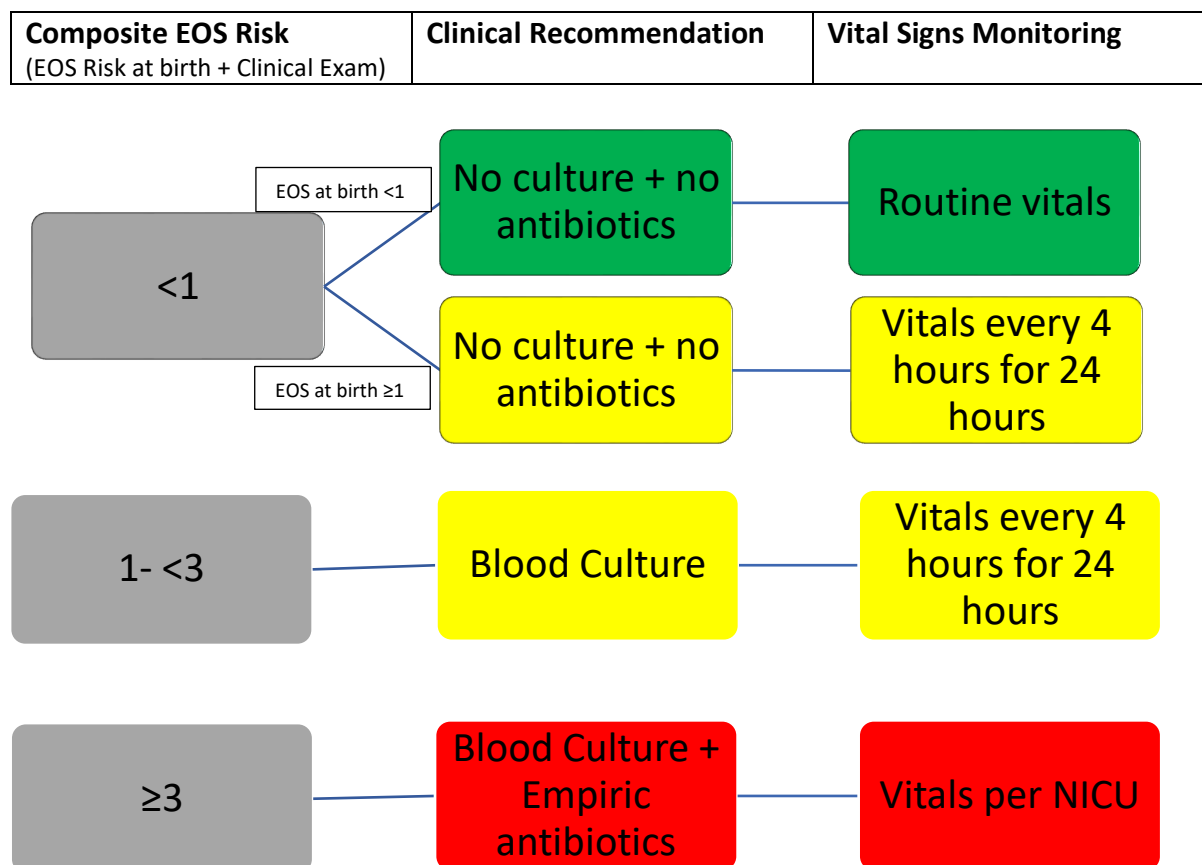 Composite EOS Risk
(EOS Risk at birth + Clinical Exam)
Clinical Recommendation
Vital Signs Monitoring
<1
EOS at birth <1
No culture + no
antibiotics
Routine vitals
EOS at birth ≥1
No culture + no
antibiotics
Vitals every 4
hours for 24
hours
1- <3
Blood Culture
Vitals every 4
hours for 24
hours
≥3
Blood Culture +
Empiric
antibiotics
Vitals per NICU